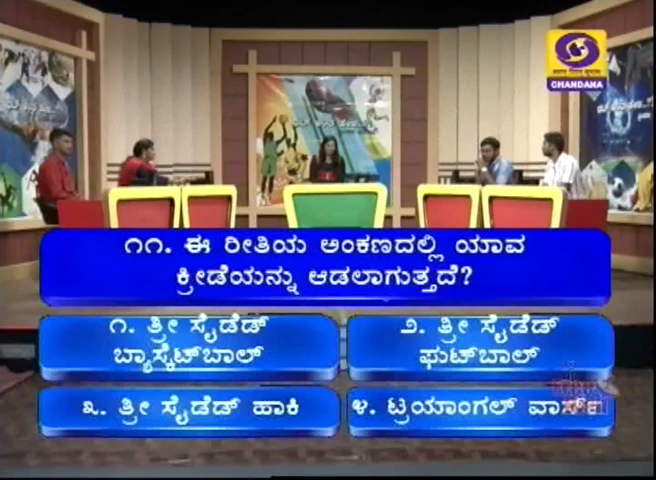 CHANDANA
೧೧. ಈ ರೀತಿಯ ಅಂಕಣದಲ್ಲಿ ಯಾವ
ಕ್ರೀಡೆಯನ್ನು ಆಡಲಾಗುತ್ತದೆ?
೧. ತ್ರೀ ಸೈಡೆಡ್
ಬ್ಯಾಸ್ಕೆಟ್‌ಬಾಲ್
೨. ತ್ರೀ ಸೈಡೆಡ್
ಫುಟ್‌ಬಾಲ್
೩. ತ್ರೀ ಸೈಡೆಡ್ ಹಾಕಿ
೪. ಟ್ರಯಾಂಗಲ್ ವಾರ್ಸ್